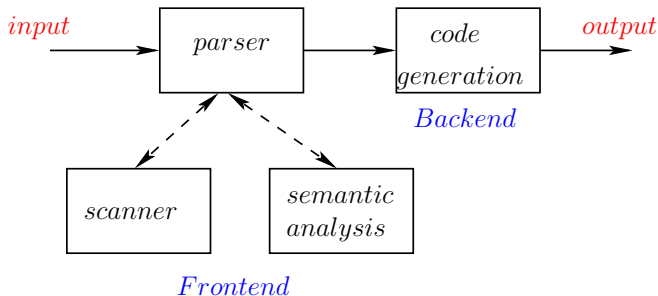 input
parser
code
generation
output
Backend
scanner
semantic
analysis
Frontend